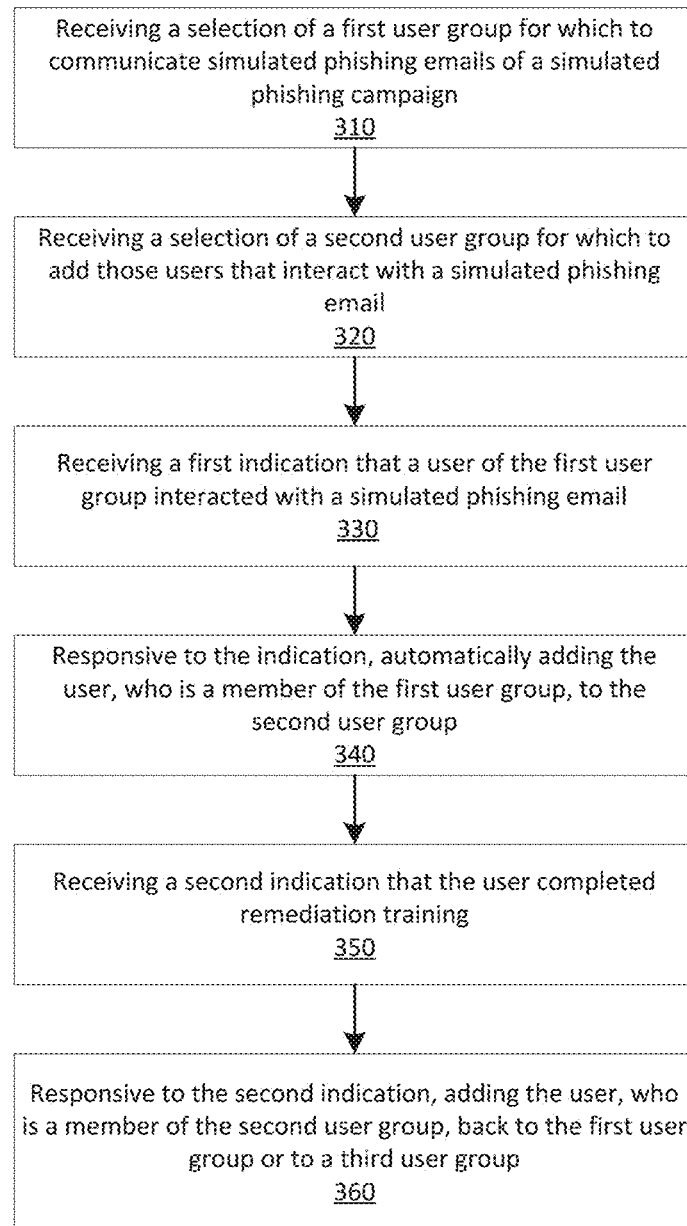 Receiving a selection of a first user group for which to
communicate simulated phishing emails of a simulated
phishing campaign
310
Receiving a selection of a second user group for which to
add those users that interact with a simulated phishing
email
320
Receiving a first indication that a user of the first user
group interacted with a simulated phishing email
330
Responsive to the indication, automatically adding the
user, who is a member of the first user group, to the
second user group
340
Receiving a second indication that the user completed
remediation training
350
Responsive to the second indication, adding the user, who
is a member of the second user group, back to the first user
group or to a third user group
360